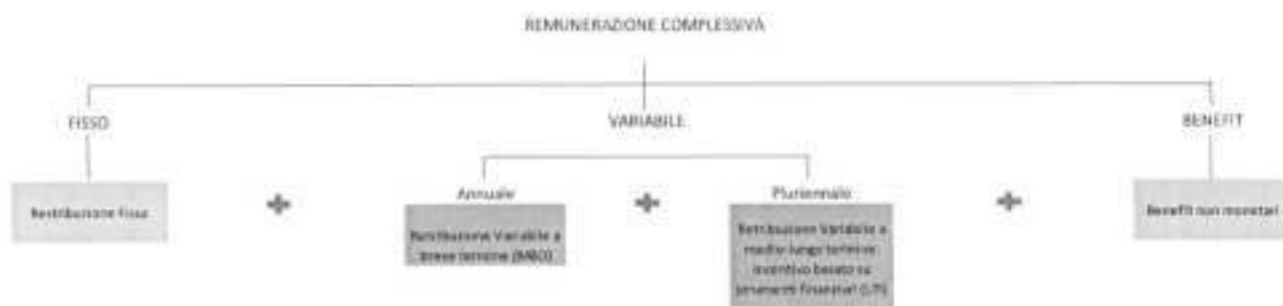 REMUNERAZIONE COMPLESSIVA
FISSO
VARIABILE
BENEFIT
Annuale
Pluriennale
Retribuzione Fissa
Retribuzione Variabile a
breve termine (MBO)
Retribuzione Variabile a
medio-lungo termine
incentivo basato su
strumenti finanziari (LTI)
Benefit non monetari